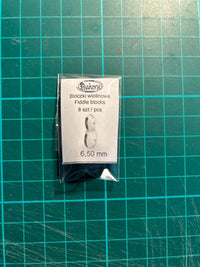 Bloczki wiolinowe
Fiddle blocks
6 szt / pcs.
6,50 mm